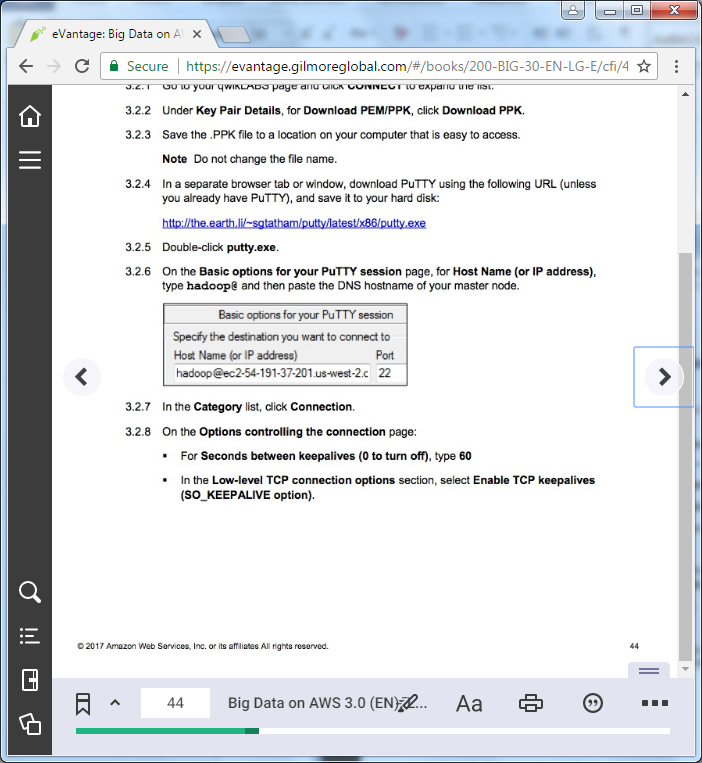 eVantage: Big Data on A
Secure https://evantage.gilmoreglobal.com/#/books/200-BIG-30-EN-LG-E/cfi/4
3.2.1 Go to your qwikLABS page and click CONNECT to expand the list.
3.2.2 Under Key Pair Details, for Download PEM/PPK, click Download PPK.
3.2.3 Save the .PPK file to a location on your computer that is easy to access.
Note Do not change the file name.
3.2.4 In a separate browser tab or window, download PuTTY using the following URL (unless
you already have PuTTY), and save it to your hard disk:
http://the.earth.li/~sgtatham/putty/latest/x86/putty.exe
3.2.5 Double-click putty.exe.
3.2.6 On the Basic options for your PuTTY session page, for Host Name (or IP address),
type hadoop@ and then paste the DNS hostname of your master node.
Basic options for your PuTTY session
Specify the destination you want to connect to
Host Name (or IP address) Port
hadoop@ec2-54-191-37-201.us-west-2.c 22
3.2.7 In the Category list, click Connection.
3.2.8 On the Options controlling the connection page:
▪ For Seconds between keepalives (0 to turn off), type 60
▪ In the Low-level TCP connection options section, select Enable TCP keepalives
(SO_KEEPALIVE option).
© 2017 Amazon Web Services, Inc. or its affiliates All rights reserved. 44
44 Big Data on AWS 3.0 (EN) ... Aa